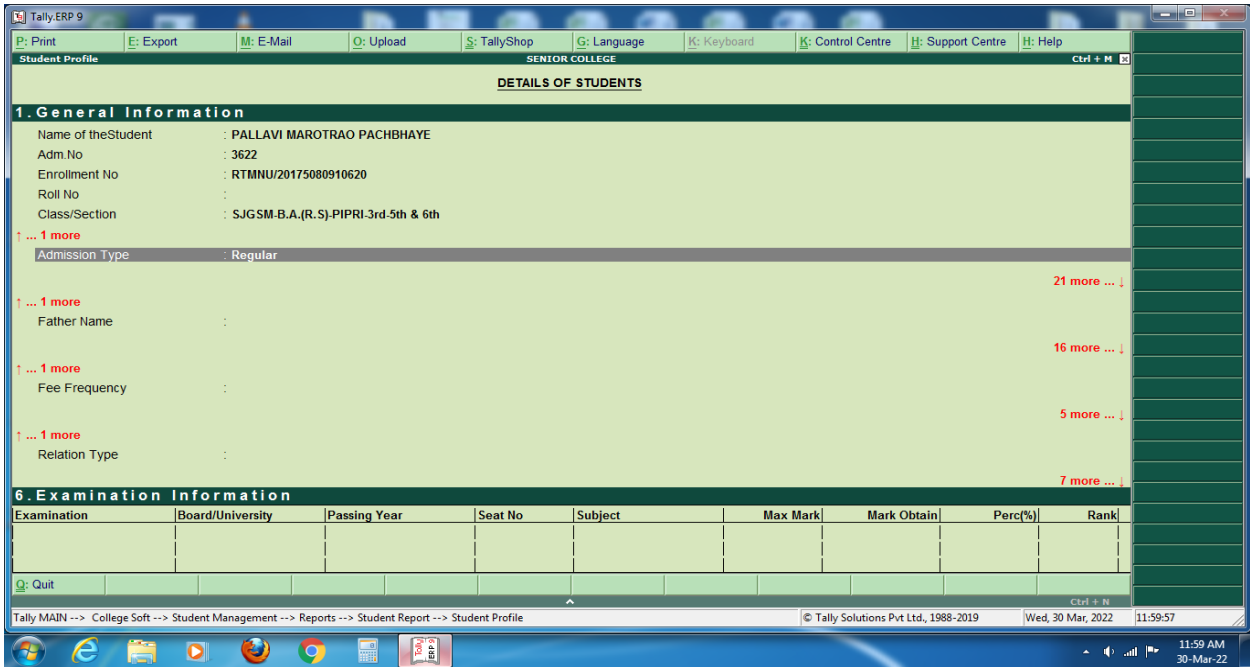 Tally.ERP 9
P: Print E: Export M: E-Mail O: Upload S: TallyShop G: Language K: Keyboard K: Control Centre H: Support Centre H: Help
Student Profile SENIOR COLLEGE Ctrl + M
DETAILS OF STUDENTS
1.General Information
Name of theStudent : PALLAVI MAROTRAO PACHBHAYE
Adm.No : 3622
Enrollment No : RTMNU/20175080910620
Roll No :
Class/Section : SJGSM-B.A.(R.S)-PIPRI-3rd-5th & 6th
↑ ... 1 more
Admission Type : Regular
21 more ... ↓
↑ ... 1 more
Father Name :
16 more ... ↓
↑ ... 1 more
Fee Frequency :
5 more ... ↓
↑ ... 1 more
Relation Type :
7 more ... ↓
6.Examination Information
Examination Board/University Passing Year Seat No Subject Max Mark Mark Obtain Perc(%) Rank
Q: Quit
Ctrl + N
Tally MAIN --> College Soft --> Student Management --> Reports --> Student Report --> Student Profile © Tally Solutions Pvt Ltd., 1988-2019 Wed, 30 Mar, 2022 11:59:57
Tally ERP 9
11:59 AM
30-Mar-22